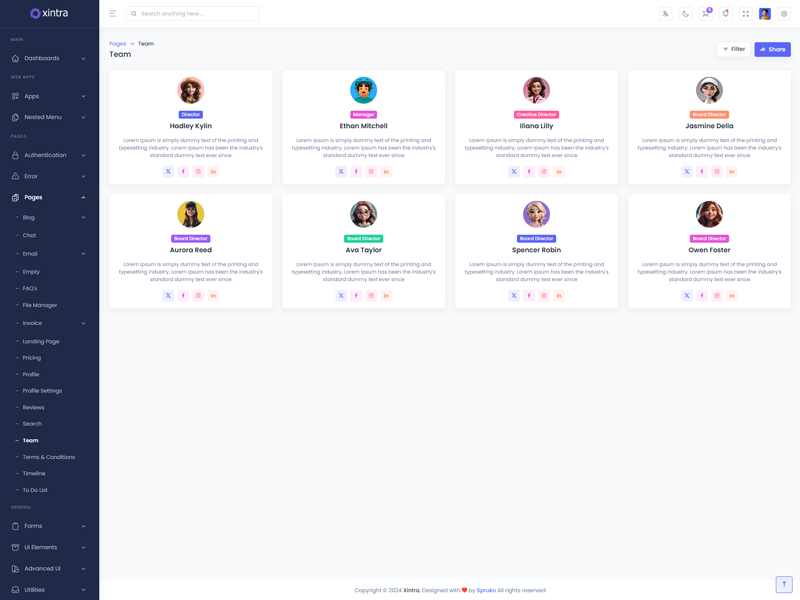 xintra
Search anything here ...
5
MAIN
Dashboards
WEB APPS
Apps
Nested Menu
PAGES
Authentication
Error
Pages
Blog
Chat
Email
Empty
FAQ's
File Manager
Invoice
Landing Page
Pricing
Profile
Profile Settings
Reviews
Search
Team
Terms & Conditions
Timeline
To Do List
GENERAL
Forms
Ui Elements
Advanced UI
Utilities
Pages → Team
Team
Filter
Share
Director
Hadley Kylin
Lorem ipsum is simply dummy text of the printing and
typesetting industry. Lorem Ipsum has been the industry's
standard dummy text ever since
Manager
Ethan Mitchell
Lorem ipsum is simply dummy text of the printing and
typesetting industry. Lorem Ipsum has been the industry's
standard dummy text ever since
Creative Director
Iliana Lilly
Lorem ipsum is simply dummy text of the printing and
typesetting industry. Lorem Ipsum has been the industry's
standard dummy text ever since
Board Director
Jasmine Della
Lorem ipsum is simply dummy text of the printing and
typesetting industry. Lorem Ipsum has been the industry's
standard dummy text ever since
Board Director
Aurora Reed
Lorem ipsum is simply dummy text of the printing and
typesetting industry. Lorem Ipsum has been the industry's
standard dummy text ever since
Board Director
Ava Taylor
Lorem ipsum is simply dummy text of the printing and
typesetting industry. Lorem Ipsum has been the industry's
standard dummy text ever since
Board Director
Spencer Robin
Lorem ipsum is simply dummy text of the printing and
typesetting industry. Lorem Ipsum has been the industry's
standard dummy text ever since
Board Director
Owen Foster
Lorem ipsum is simply dummy text of the printing and
typesetting industry. Lorem Ipsum has been the industry's
standard dummy text ever since
Copyright © 2024 Xintra. Designed with ❤ by Spruko All rights reserved